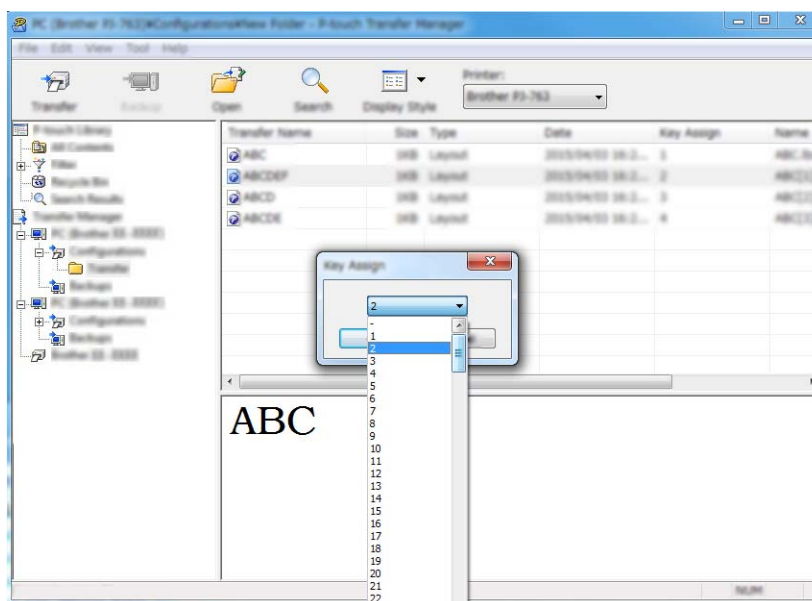 PC (Brother PJ-763)¥Configurations¥New Folder - P-touch Transfer Manager
File Edit View Tool Help
Transfer Backup Open Search Display Style
Printer:
Brother PJ-763
P-touch Library
All Contents
Filter
Recycle Bin
Search Results
Transfer Manager
Configurations
Transfer
Backups
Configurations
Backups
Transfer Name Size Type Date Key Assign Name
ABC 1KB Layout 1
ABCDEF 1KB Layout 2
ABCD 1KB Layout 3
ABCDE 1KB Layout 4
Key Assign
2
-
1
2
3
4
5
6
7
8
9
10
11
12
13
14
15
16
17
18
19
20
21
22
ABC
NUM